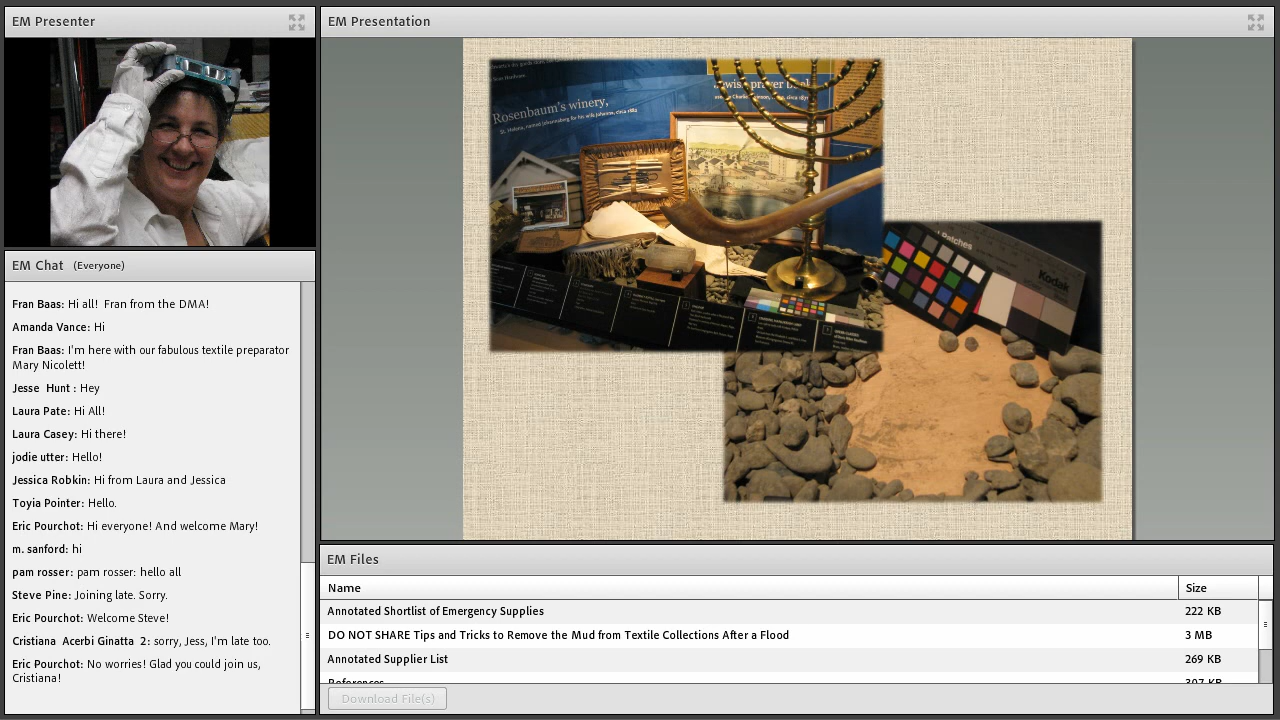 EM Presenter
EM Presentation
Rosenbaum's winery,
Patches
Kodak
EM Chat (Everyone)
Fran Baas: Hi all! Fran from the DMA!
Amanda Vance: Hi
Fran Baas: I'm here with our fabulous textile preparator
Mary Nicolett!
Jesse Hunt : Hey
Laura Pate: Hi All!
Laura Casey: Hi there!
jodie utter: Hello!
Jessica Robkin: Hi from Laura and Jessica
Toyia Pointer: Hello.
Eric Pourchot: Hi everyone! And welcome Mary!
m. sanford: hi
pam rosser: pam rosser: hello all
Steve Pine: Joining late. Sorry.
Eric Pourchot: Welcome Steve!
Cristiana Acerbi Ginatta 2: sorry, Jess, I'm late too.
Eric Pourchot: No worries! Glad you could join us,
Cristiana!
EM Files
Name Size
Annotated Shortlist of Emergency Supplies 222 KB
DO NOT SHARE Tips and Tricks to Remove the Mud from Textile Collections After a Flood 3 MB
Annotated Supplier List 269 KB
References 307 KB
Download File(s)